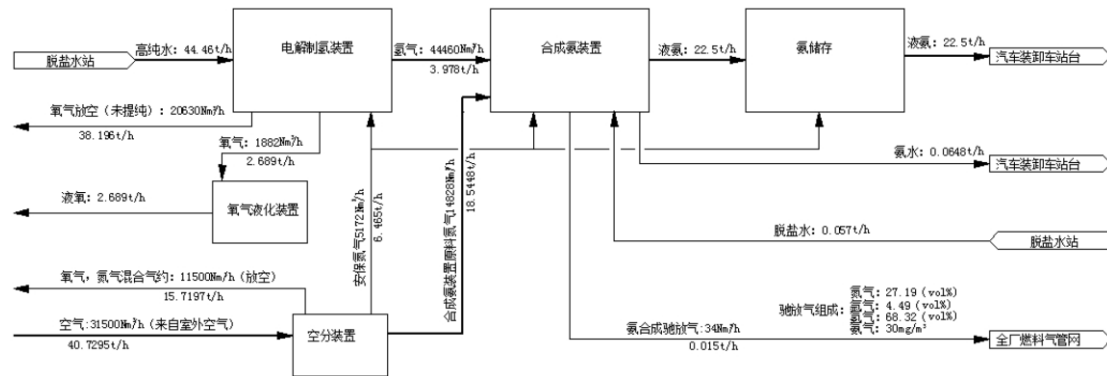 高纯水: 44.46t/h
脱盐水站
电解制氢装置
氢气: 44460Nm³/h
3.978t/h
合成氨装置
液氨: 22.5t/h
氨储存
液氨: 22.5t/h
汽车装卸车站台
氧气放空（未提纯）: 20630Nm³/h
38.196t/h
氧气: 1882Nm³/h
2.689t/h
氨水: 0.0648t/h
汽车装卸车站台
液氧: 2.689t/h
氧气液化装置
安保氮气5172Nm³/h
6.465t/h
合成氨装置原料氮气14828Nm³/h
18.5448t/h
脱盐水: 0.057t/h
脱盐水站
氧气，氮气混合气约: 11500Nm³/h（放空）
15.7197t/h
空气:31500Nm³/h（来自室外空气）
40.7295t/h
空分装置
氨合成驰放气:34Nm³/h
0.015t/h
驰放气组成:
氮气: 27.19 (vol%)
氩气: 4.49 (vol%)
氢气: 68.32 (vol%)
氨气: 30mg/m³
全厂燃料气管网